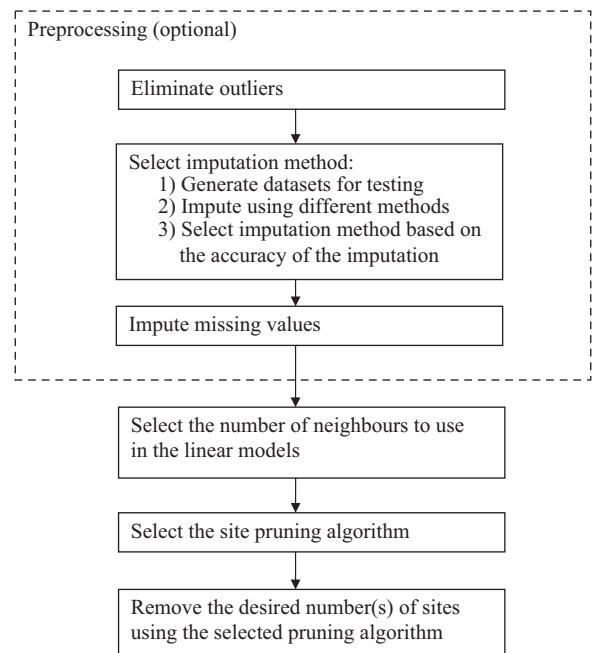 Preprocessing (optional)
Eliminate outliers
Select imputation method:
1) Generate datasets for testing
2) Impute using different methods
3) Select imputation method based on
the accuracy of the imputation
Impute missing values
Select the number of neighbours to use
in the linear models
Select the site pruning algorithm
Remove the desired number(s) of sites
using the selected pruning algorithm